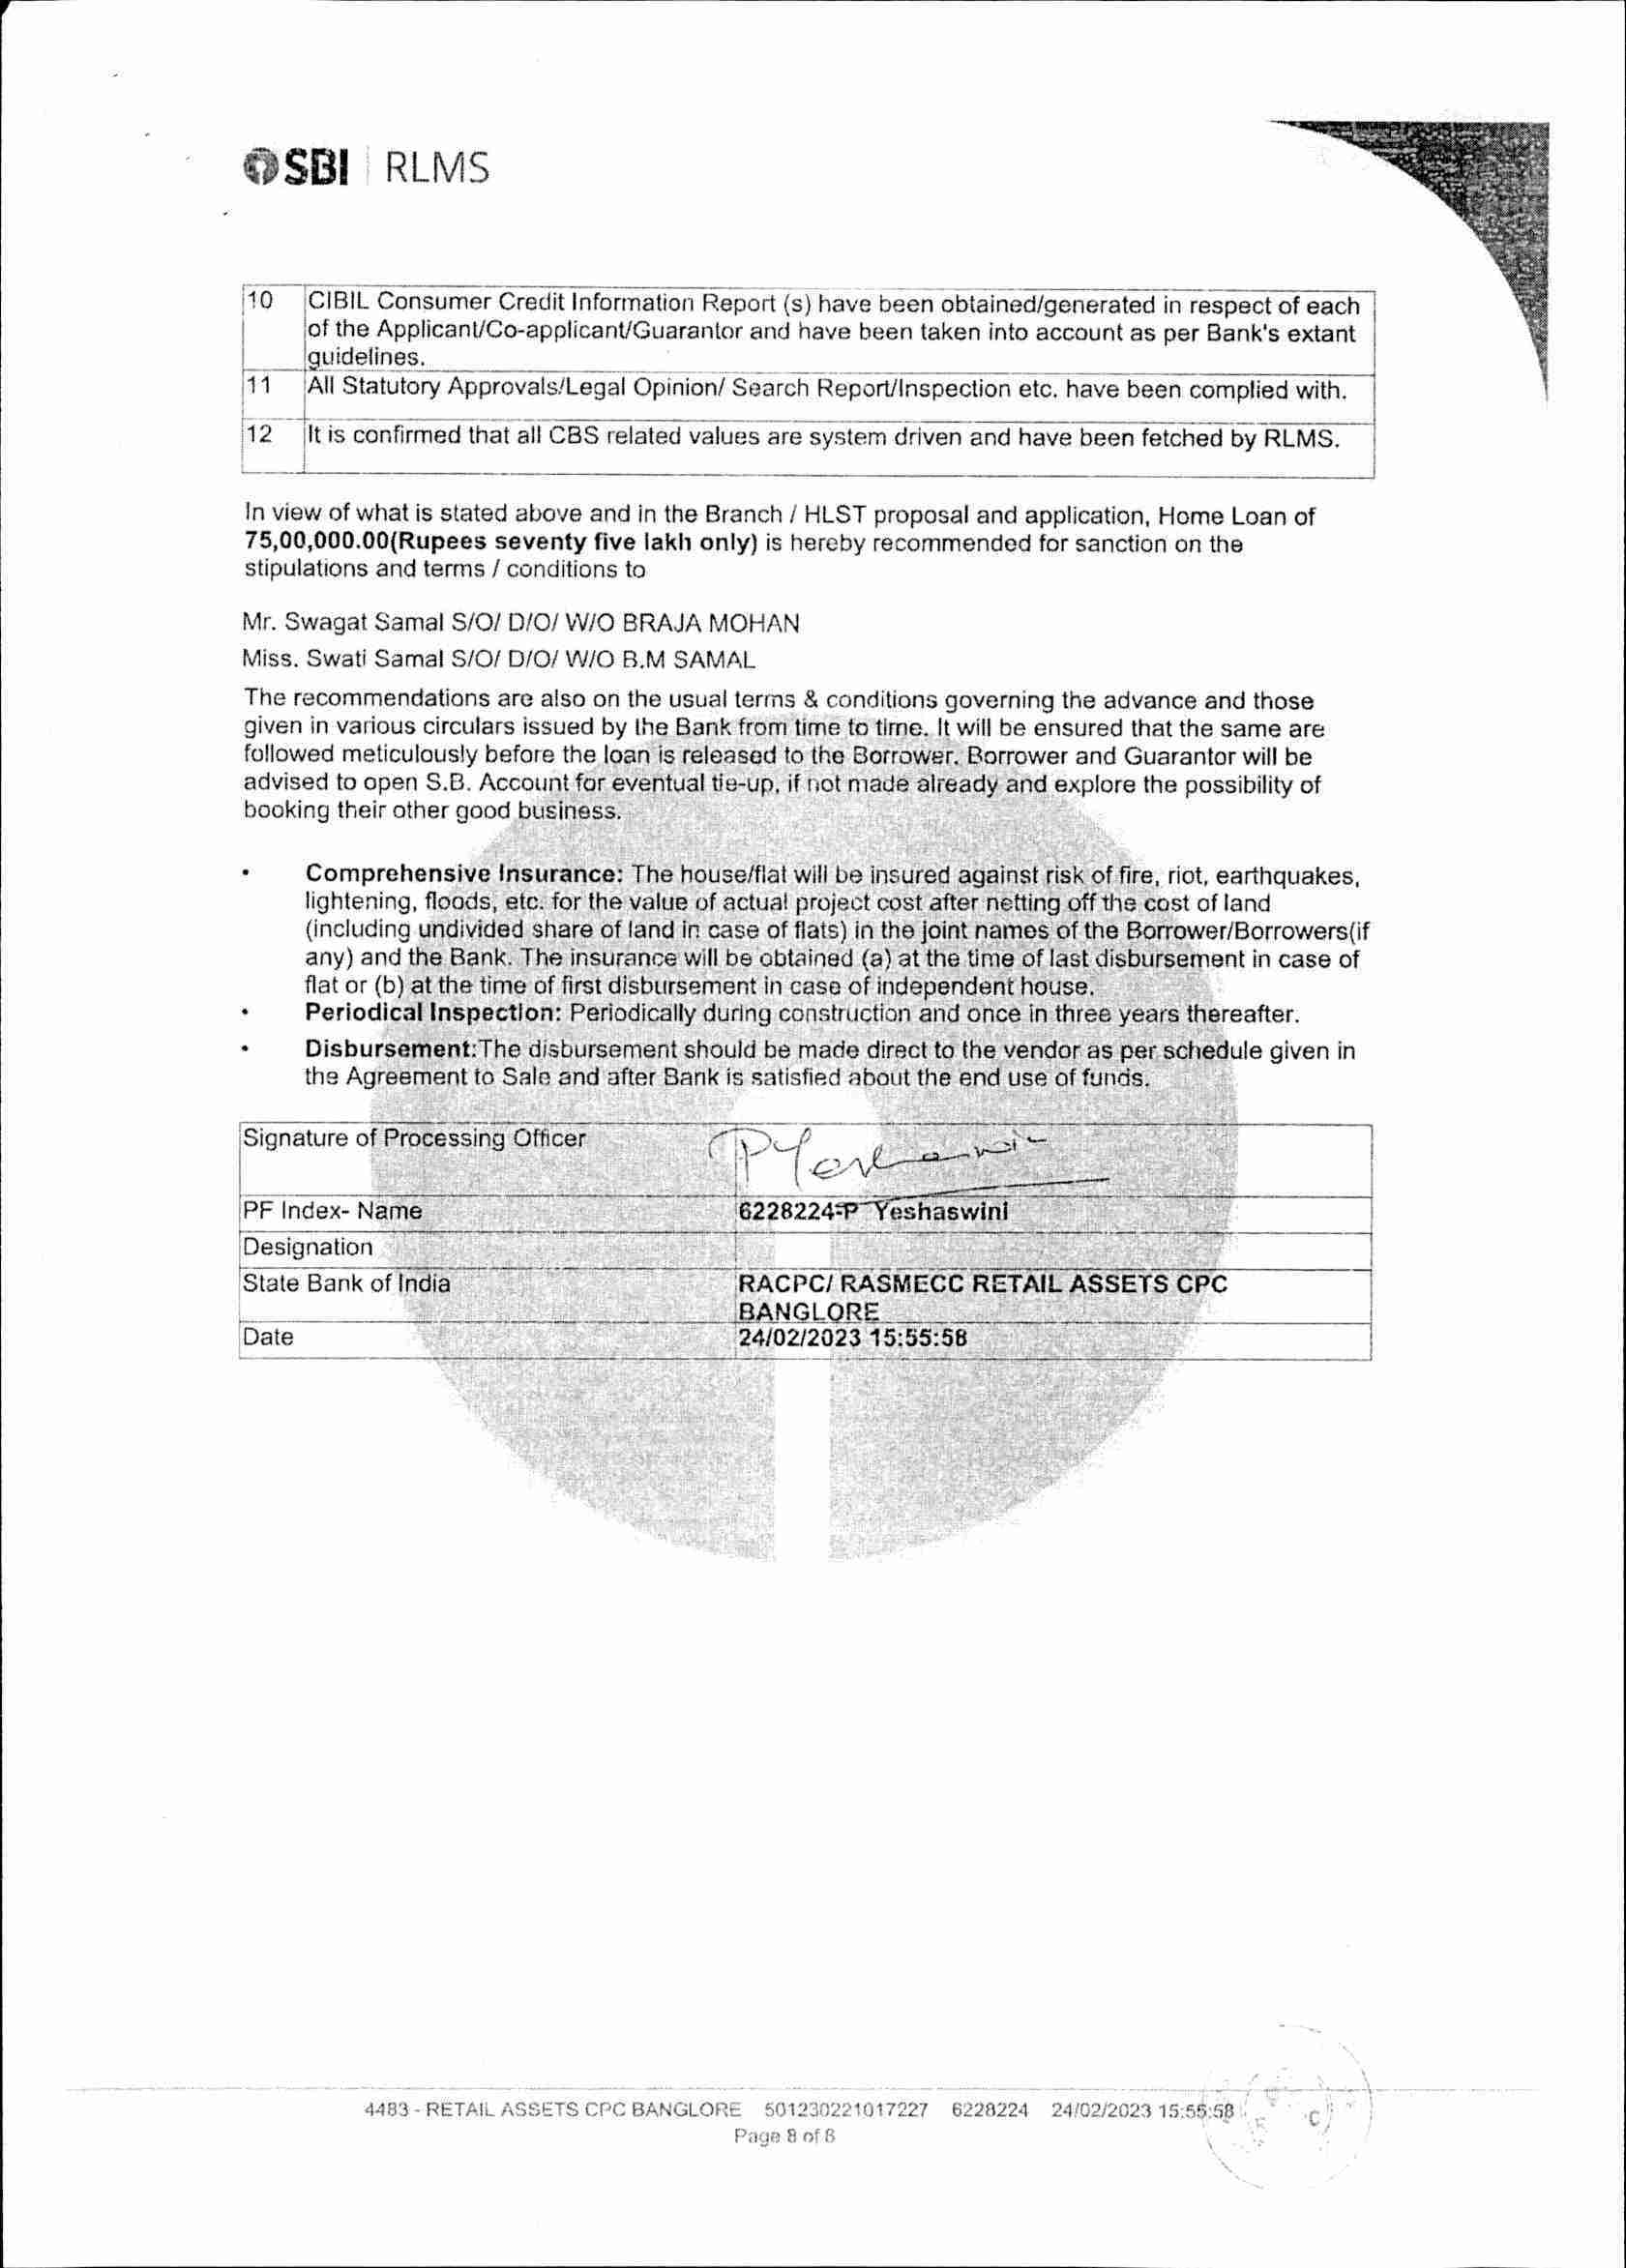 SBI RLMS
10 CIBIL Consumer Credit Information Report (s) have been obtained/generated in respect of each
of the Applicant/Co-applicant/Guarantor and have been taken into account as per Bank's extant
guidelines.
11 All Statutory Approvals/Legal Opinion/ Search Report/Inspection etc. have been complied with.
12 It is confirmed that all CBS related values are system driven and have been fetched by RLMS.
In view of what is stated above and in the Branch / HLST proposal and application, Home Loan of
75,00,000.00(Rupees seventy five lakh only) is hereby recommended for sanction on the
stipulations and terms / conditions to
Mr. Swagat Samal S/O/ D/O/ W/O BRAJA MOHAN
Miss. Swati Samal S/O/ D/O/ W/O B.M SAMAL
The recommendations are also on the usual terms & conditions governing the advance and those
given in various circulars issued by the Bank from time to time. It will be ensured that the same are
followed meticulously before the loan is released to the Borrower. Borrower and Guarantor will be
advised to open S.B. Account for eventual tie-up, if not made already and explore the possibility of
booking their other good business.
• Comprehensive Insurance: The house/flat will be insured against risk of fire, riot, earthquakes,
lightening, floods, etc. for the value of actual project cost after netting off the cost of land
(including undivided share of land in case of flats) in the joint names of the Borrower/Borrowers(if
any) and the Bank. The insurance will be obtained (a) at the time of last disbursement in case of
flat or (b) at the time of first disbursement in case of independent house.
• Periodical Inspection: Periodically during construction and once in three years thereafter.
• Disbursement:The disbursement should be made direct to the vendor as per schedule given in
the Agreement to Sale and after Bank is satisfied about the end use of funds.
Signature of Processing Officer
PF Index- Name 6228224-P Yeshaswini
Designation
State Bank of India RACPC/ RASMECC RETAIL ASSETS CPC
BANGLORE
Date 24/02/2023 15:55:58
4483 - RETAIL ASSETS CPC BANGLORE 501230221017227 6228224 24/02/2023 15:55:58
Page 8 of 8